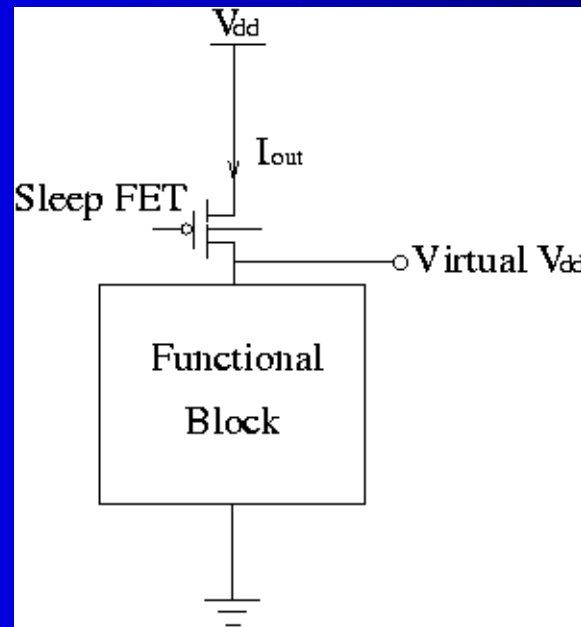 Vdd
Iout
Sleep FET
Virtual Vdd
Functional
Block